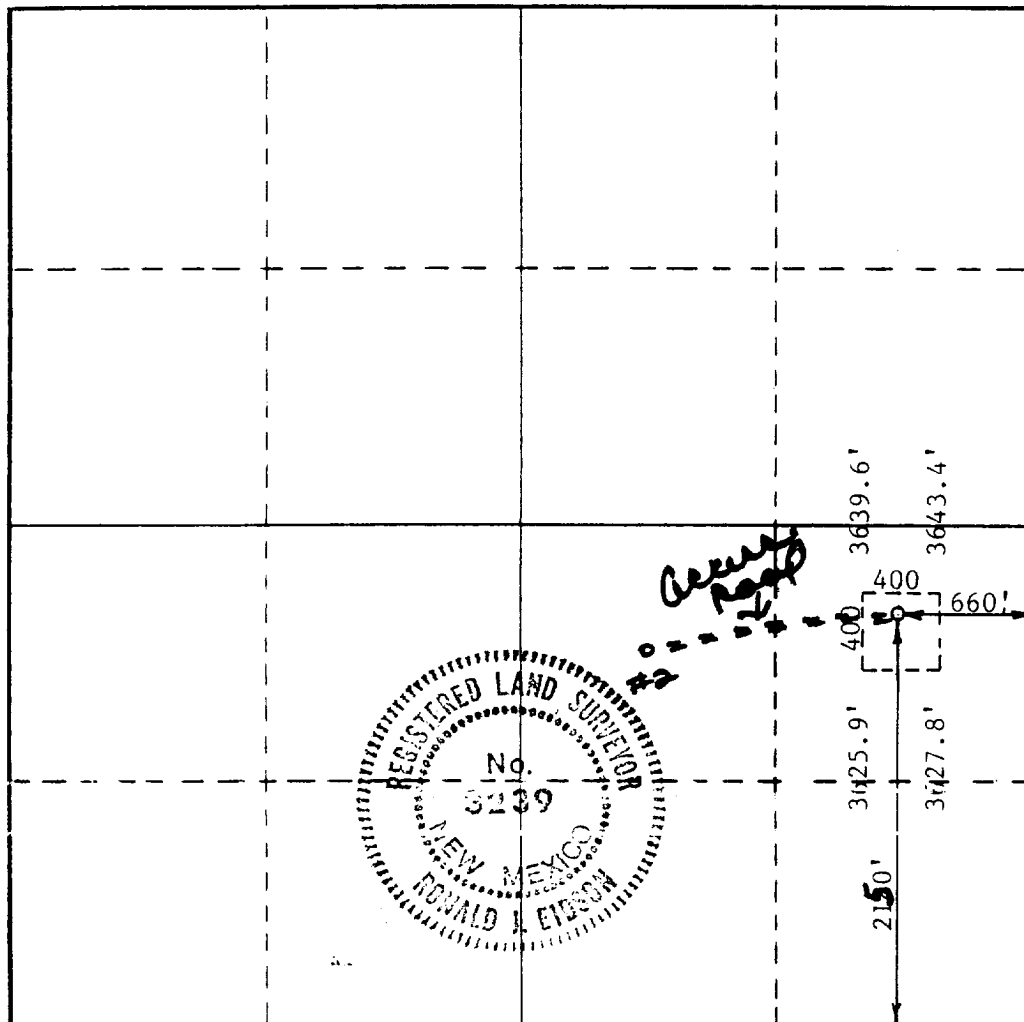 3639.6'
3643.4'
Access
Road
400
400
660'
#2
REGISTERED LAND SURVEYOR
No.
3239
NEW MEXICO
RONALD J. EIDSON
3625.9'
3627.8'
2150'